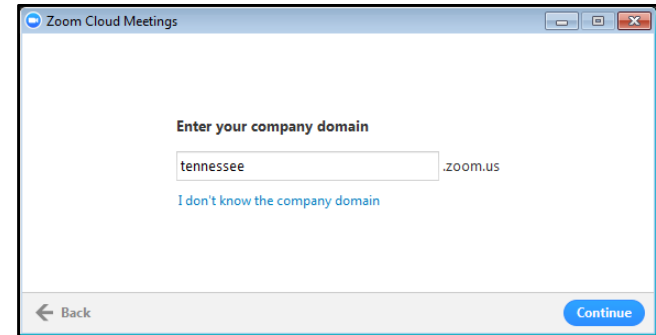 Zoom Cloud Meetings
Enter your company domain
tennessee .zoom.us
I don't know the company domain
Back Continue